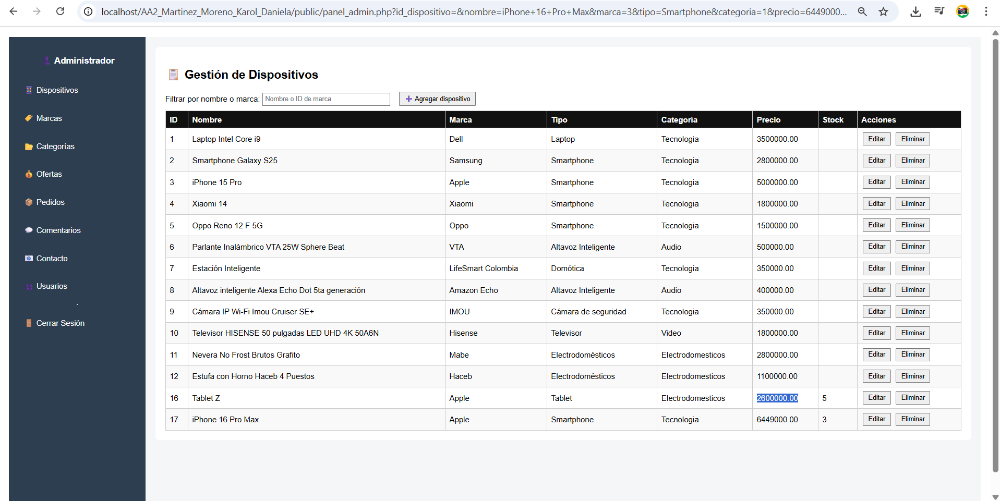 localhost/AA2_Martinez_Moreno_Karol_Daniela/public/panel_admin.php?id_dispositivo=&nombre=iPhone+16+Pro+Max&marca=3&tipo=Smartphone&categoria=1&precio=6449000...
Administrador
Dispositivos
Marcas
Categorías
Ofertas
Pedidos
Comentarios
Contacto
Usuarios
.
Cerrar Sesión
Gestión de Dispositivos
Filtrar por nombre o marca: Nombre o ID de marca Agregar dispositivo
ID Nombre Marca Tipo Categoría Precio Stock Acciones
1 Laptop Intel Core i9 Dell Laptop Tecnologia 3500000.00 Editar Eliminar
2 Smartphone Galaxy S25 Samsung Smartphone Tecnologia 2800000.00 Editar Eliminar
3 iPhone 15 Pro Apple Smartphone Tecnologia 5000000.00 Editar Eliminar
4 Xiaomi 14 Xiaomi Smartphone Tecnologia 1800000.00 Editar Eliminar
5 Oppo Reno 12 F 5G Oppo Smartphone Tecnologia 1500000.00 Editar Eliminar
6 Parlante Inalámbrico VTA 25W Sphere Beat VTA Altavoz Inteligente Audio 500000.00 Editar Eliminar
7 Estación Inteligente LifeSmart Colombia Domótica Tecnologia 350000.00 Editar Eliminar
8 Altavoz inteligente Alexa Echo Dot 5ta generación Amazon Echo Altavoz Inteligente Audio 400000.00 Editar Eliminar
9 Cámara IP Wi-Fi Imou Cruiser SE+ IMOU Cámara de seguridad Tecnologia 350000.00 Editar Eliminar
10 Televisor HISENSE 50 pulgadas LED UHD 4K 50A6N Hisense Televisor Video 1800000.00 Editar Eliminar
11 Nevera No Frost Brutos Grafito Mabe Electrodomésticos Electrodomesticos 2800000.00 Editar Eliminar
12 Estufa con Horno Haceb 4 Puestos Haceb Electrodomésticos Electrodomesticos 1100000.00 Editar Eliminar
16 Tablet Z Apple Tablet Electrodomesticos 2600000.00 5 Editar Eliminar
17 iPhone 16 Pro Max Apple Smartphone Tecnologia 6449000.00 3 Editar Eliminar